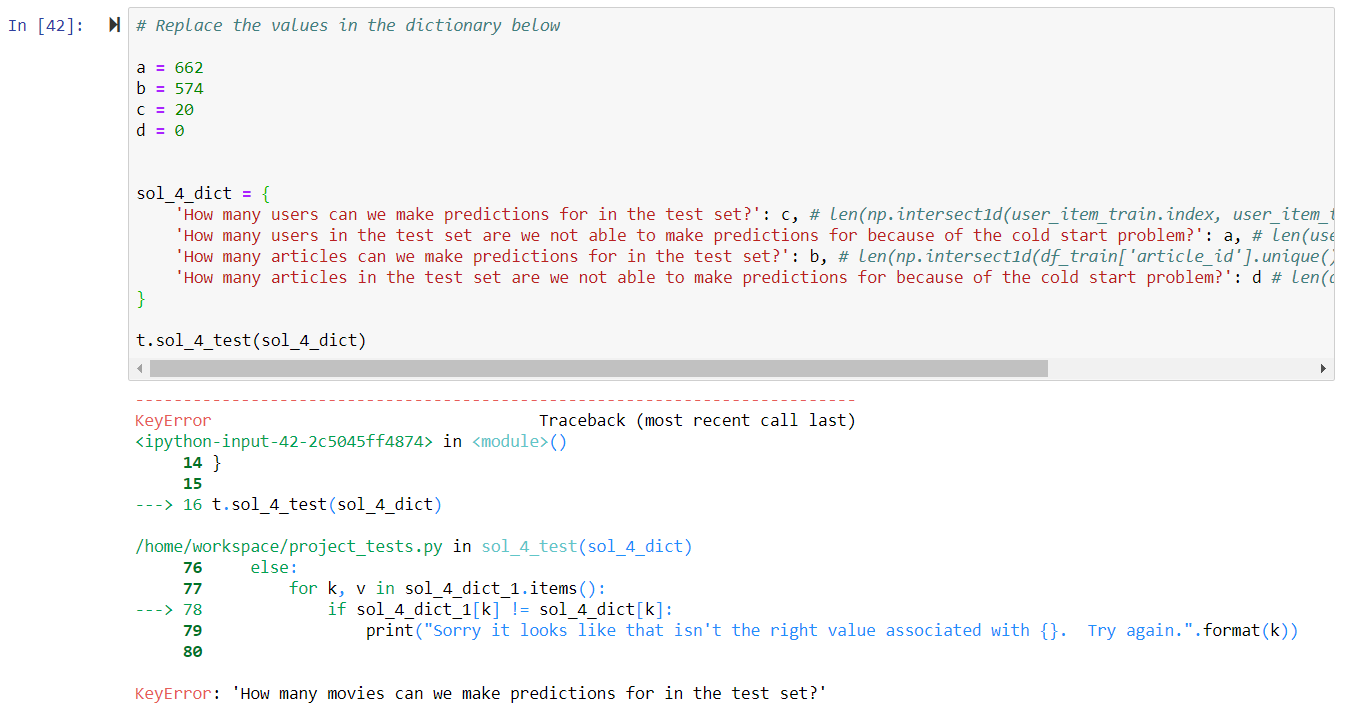 In [42]:
# Replace the values in the dictionary below
a = 662
b = 574
c = 20
d = 0
sol_4_dict = {
    'How many users can we make predictions for in the test set?': c, # len(np.intersect1d(user_item_train.index, user_item_t
    'How many users in the test set are we not able to make predictions for because of the cold start problem?': a, # len(use
    'How many articles can we make predictions for in the test set?': b, # len(np.intersect1d(df_train['article_id'].unique()
    'How many articles in the test set are we not able to make predictions for because of the cold start problem?': d # len(d
}
t.sol_4_test(sol_4_dict)
---------------------------------------------------------------------------
KeyError                                  Traceback (most recent call last)
<ipython-input-42-2c5045ff4874> in <module>()
     14 }
     15
---> 16 t.sol_4_test(sol_4_dict)
/home/workspace/project_tests.py in sol_4_test(sol_4_dict)
     76     else:
     77         for k, v in sol_4_dict_1.items():
---> 78             if sol_4_dict_1[k] != sol_4_dict[k]:
     79                 print("Sorry it looks like that isn't the right value associated with {}.  Try again.".format(k))
     80
KeyError: 'How many movies can we make predictions for in the test set?'